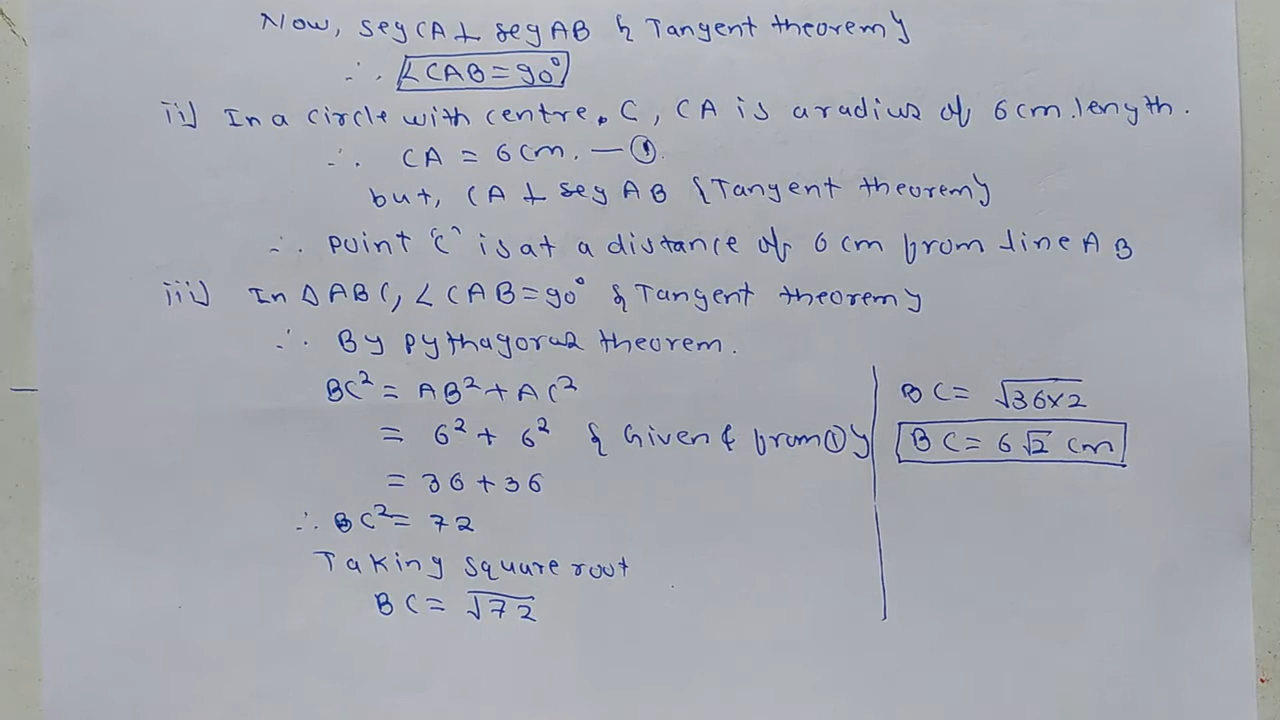 Now, seg CA ⊥ seg AB { Tangent theorem }
∴ ∠CAB = 90°
ii) In a circle with centre, C, CA is a radius of 6 cm. length.
∴ CA = 6 cm. — ①
but, CA ⊥ seg AB { Tangent theorem }
∴ point 'C' is at a distance of 6 cm from line AB
iii) In △ABC, ∠CAB = 90° { Tangent theorem }
∴ By pythagoras theorem.
BC² = AB² + AC²
= 6² + 6² { Given & from ① }
= 36 + 36
∴ BC² = 72
Taking square root
BC = √72
BC = √36×2
BC = 6√2 cm